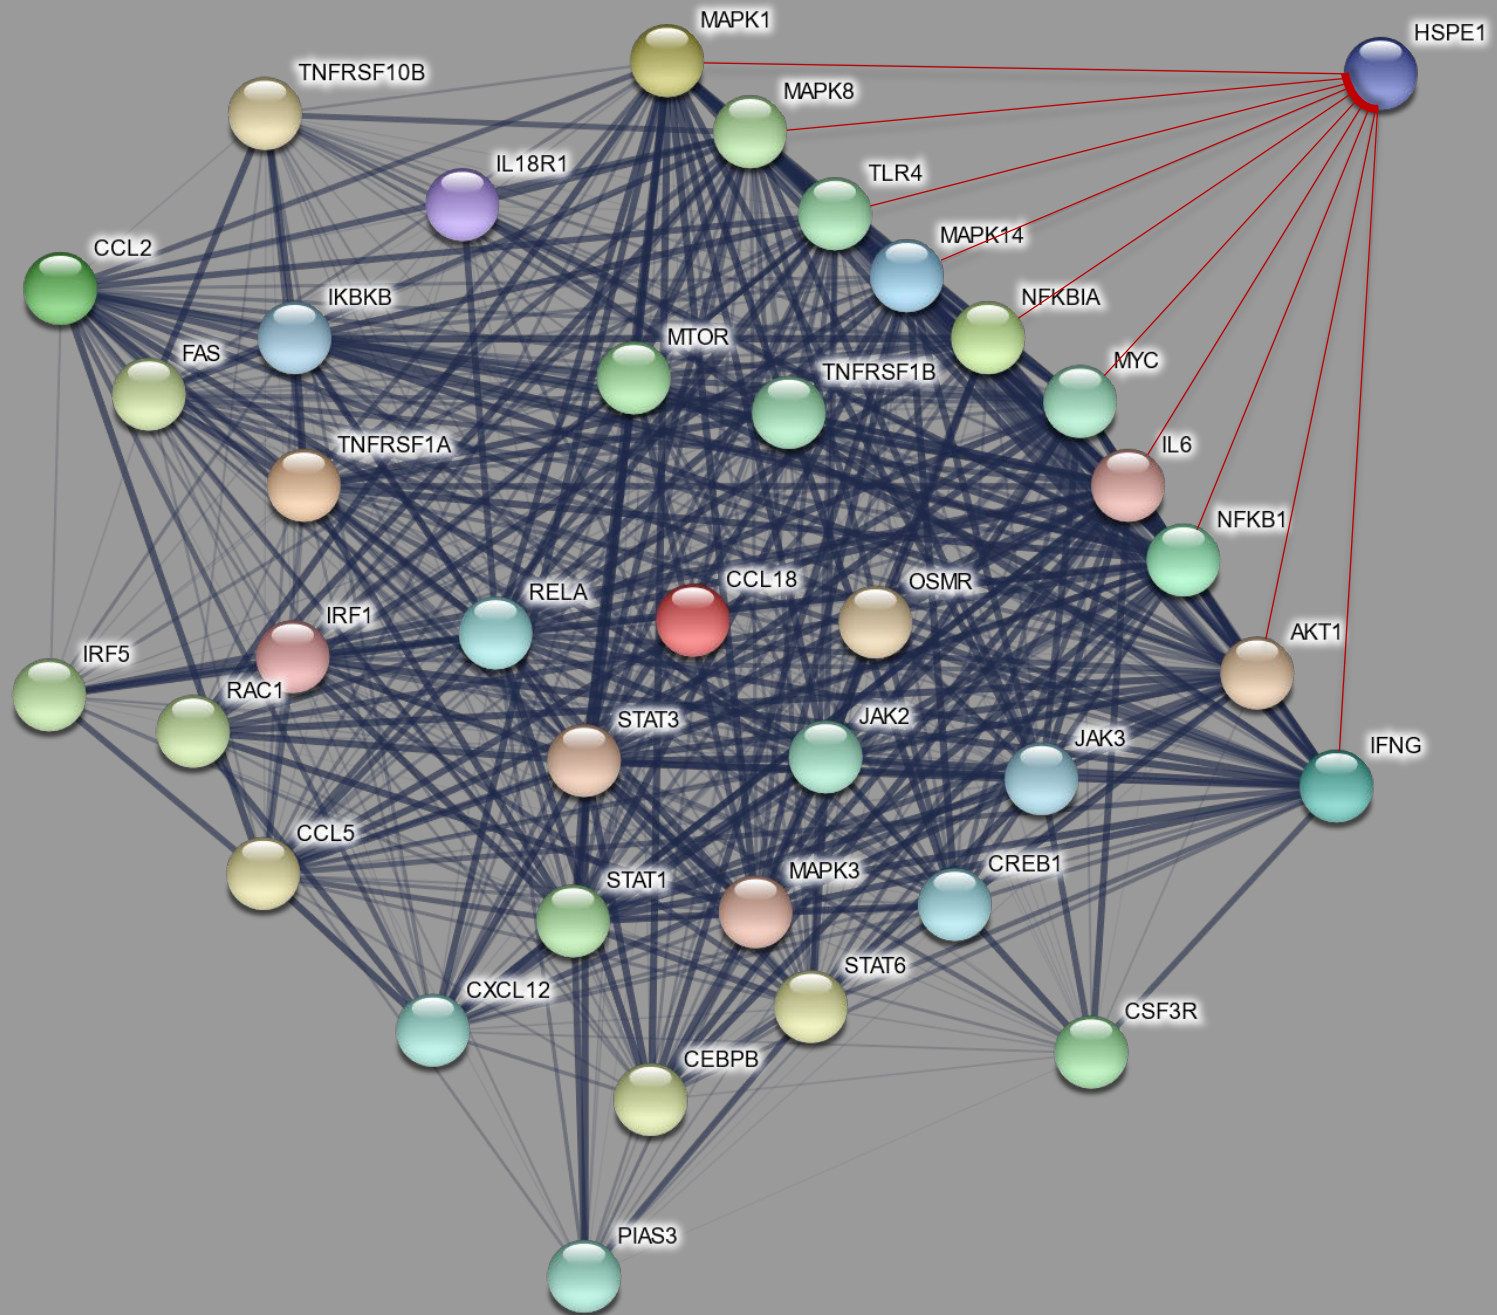 MAPK1
HSPE1
TNFRSF10B
MAPK8
IL18R1
TLR4
MAPK14
CCL2
IKBKB
NFKBIA
MTOR
FAS
MYC
TNFRSF1B
TNFRSF1A
IL6
NFKB1
CCL18
OSMR
RELA
IRF1
AKT1
IRF5
RAC1
STAT3
JAK2
JAK3
IFNG
CCL5
CREB1
MAPK3
STAT1
STAT6
CXCL12
CSF3R
CEBPB
PIAS3